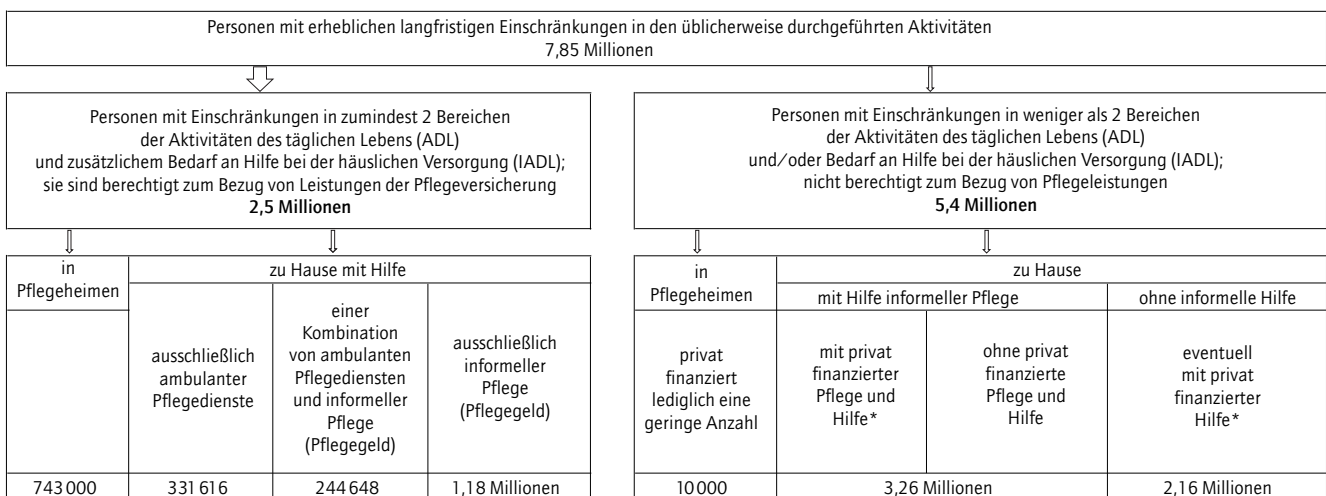 Personen mit erheblichen langfristigen Einschränkungen in den üblicherweise durchgeführten Aktivitäten
7,85 Millionen
Personen mit Einschränkungen in zumindest 2 Bereichen
der Aktivitäten des täglichen Lebens (ADL)
und zusätzlichem Bedarf an Hilfe bei der häuslichen Versorgung (IADL);
sie sind berechtigt zum Bezug von Leistungen der Pflegeversicherung
2,5 Millionen
Personen mit Einschränkungen in weniger als 2 Bereichen
der Aktivitäten des täglichen Lebens (ADL)
und/oder Bedarf an Hilfe bei der häuslichen Versorgung (IADL);
nicht berechtigt zum Bezug von Pflegeleistungen
5,4 Millionen
in
Pflegeheimen
zu Hause mit Hilfe
ausschließlich
ambulanter
Pflegedienste
einer
Kombination
von ambulanten
Pflegediensten
und informeller
Pflege
(Pflegegeld)
ausschließlich
informeller
Pflege
(Pflegegeld)
743 000
331 616
244 648
1,18 Millionen
in
Pflegeheimen
zu Hause
mit Hilfe informeller Pflege
ohne informelle Hilfe
privat
finanziert
lediglich eine
geringe Anzahl
mit privat
finanzierter
Pflege und
Hilfe*
ohne privat
finanzierte
Pflege und
Hilfe
eventuell
mit privat
finanzierter
Hilfe*
10 000
3,26 Millionen
2,16 Millionen